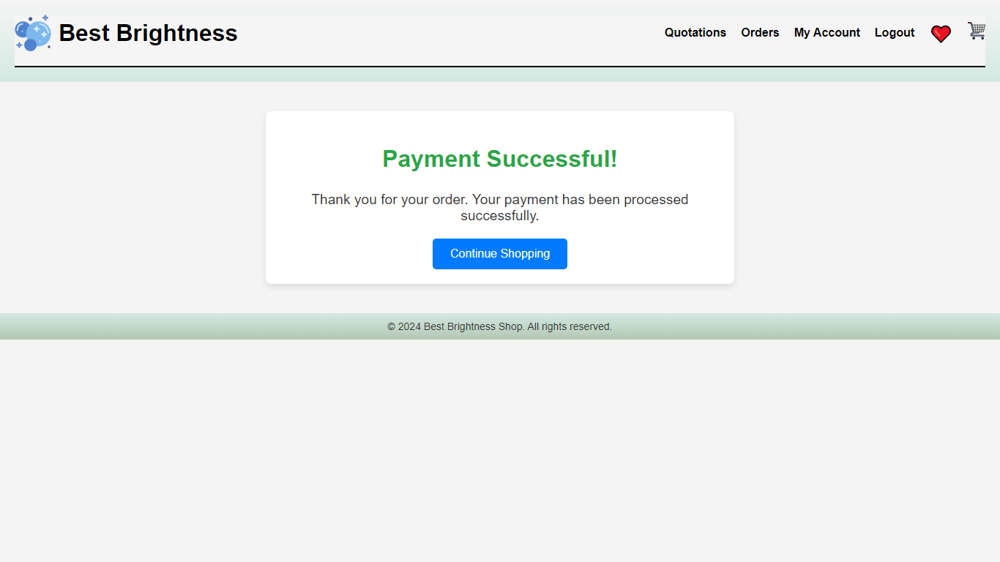 Best Brightness
Quotations Orders My Account Logout
Payment Successful!
Thank you for your order. Your payment has been processed
successfully.
Continue Shopping
© 2024 Best Brightness Shop. All rights reserved.